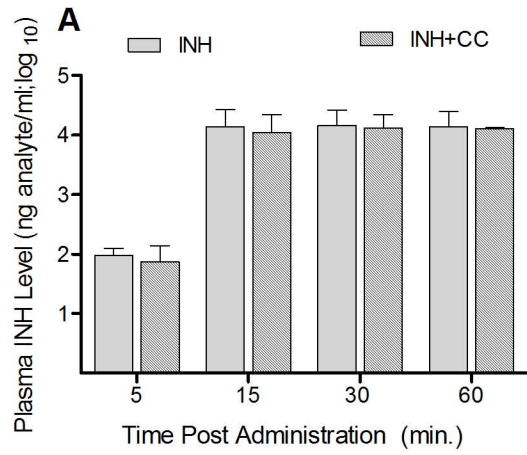 A
INH
INH+CC
Plasma INH Level (ng analyte/ml;log 10)
5
4
3
2
1
5 15 30 60
Time Post Administration (min.)